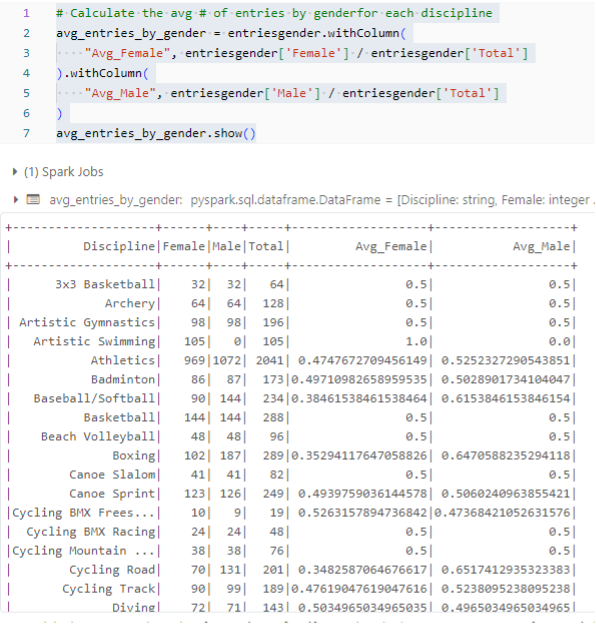 1 # Calculate the avg # of entries by genderfor each discipline
2 avg_entries_by_gender = entriesgender.withColumn(
3     "Avg_Female", entriesgender['Female'] / entriesgender['Total']
4 ).withColumn(
5     "Avg_Male", entriesgender['Male'] / entriesgender['Total']
6 )
7 avg_entries_by_gender.show()
(1) Spark Jobs
avg_entries_by_gender: pyspark.sql.dataframe.DataFrame = [Discipline: string, Female: integer .
+--------------------+------+----+-----+-------------------+-------------------+
|          Discipline|Female|Male|Total|         Avg_Female|           Avg_Male|
+--------------------+------+----+-----+-------------------+-------------------+
|      3x3 Basketball|    32|  32|   64|                0.5|                0.5|
|             Archery|    64|  64|  128|                0.5|                0.5|
| Artistic Gymnastics|    98|  98|  196|                0.5|                0.5|
|   Artistic Swimming|   105|   0|  105|                1.0|                0.0|
|           Athletics|   969|1072| 2041| 0.4747672709456149| 0.5252327290543851|
|           Badminton|    86|  87|  173|0.49710982658959535| 0.5028901734104047|
|   Baseball/Softball|    90| 144|  234|0.38461538461538464| 0.6153846153846154|
|          Basketball|   144| 144|  288|                0.5|                0.5|
|    Beach Volleyball|    48|  48|   96|                0.5|                0.5|
|              Boxing|   102| 187|  289|0.35294117647058826| 0.6470588235294118|
|        Canoe Slalom|    41|  41|   82|                0.5|                0.5|
|        Canoe Sprint|   123| 126|  249| 0.4939759036144578| 0.5060240963855421|
|Cycling BMX Frees...|    10|   9|   19| 0.5263157894736842|0.47368421052631576|
|  Cycling BMX Racing|    24|  24|   48|                0.5|                0.5|
|Cycling Mountain ...|    38|  38|   76|                0.5|                0.5|
|        Cycling Road|    70| 131|  201| 0.3482587064676617| 0.6517412935323383|
|       Cycling Track|    90|  99|  189|0.47619047619047616| 0.5238095238095238|
|              Diving|    72|  71|  143| 0.5034965034965035| 0.4965034965034965|